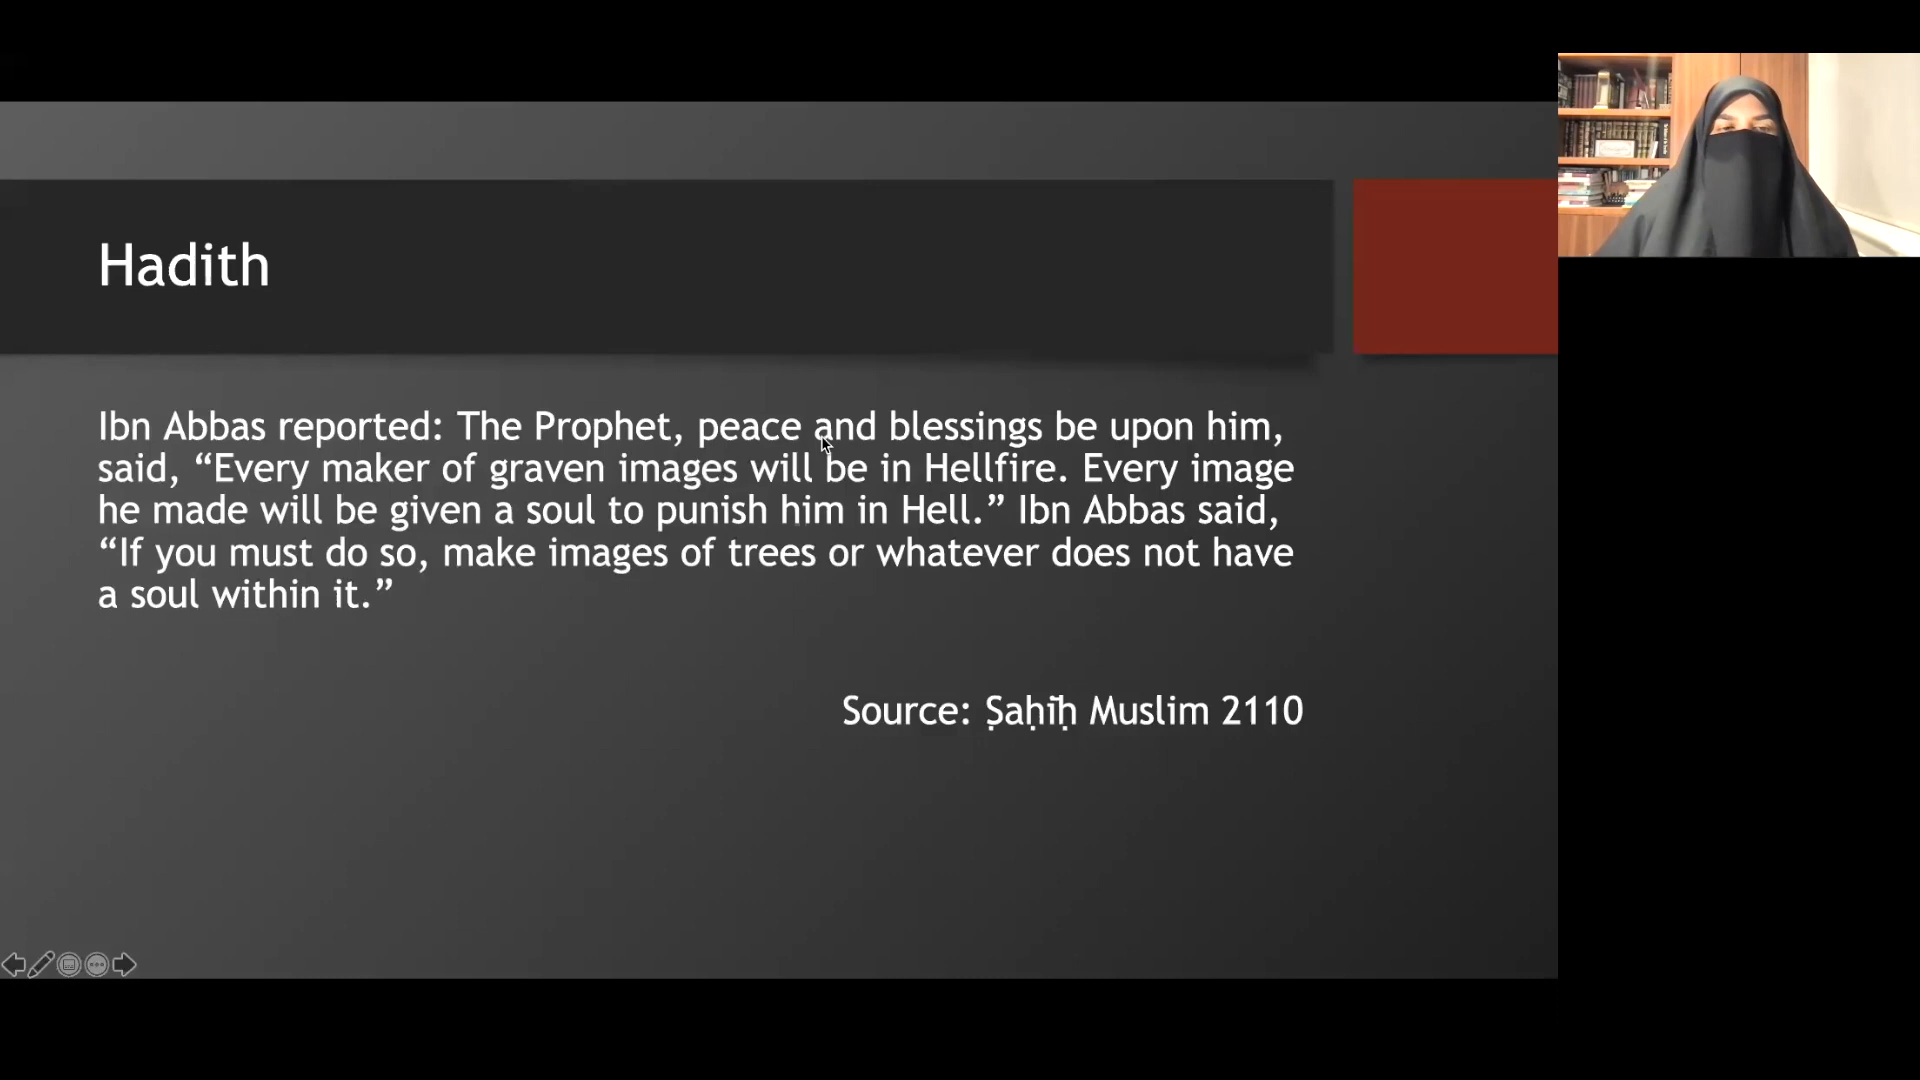 Hadith
Ibn Abbas reported: The Prophet, peace and blessings be upon him,
said, “Every maker of graven images will be in Hellfire. Every image
he made will be given a soul to punish him in Hell.” Ibn Abbas said,
“If you must do so, make images of trees or whatever does not have
a soul within it.”
Source: Ṣaḥīḥ Muslim 2110